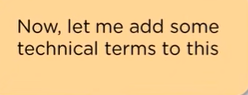 Now, let me add some
technical terms to this